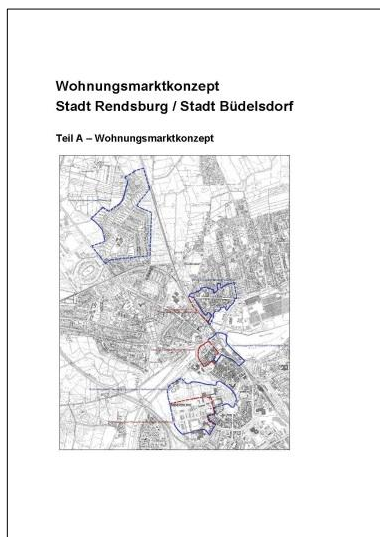 Wohnungsmarktkonzept
Stadt Rendsburg / Stadt Büdelsdorf
Teil A – Wohnungsmarktkonzept